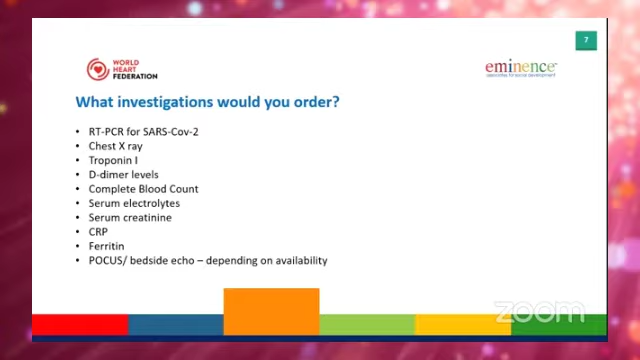 7
WORLD
HEART
FEDERATION
eminence
What investigations would you order?
• RT-PCR for SARS-Cov-2
• Chest X ray
• Troponin I
• D-dimer levels
• Complete Blood Count
• Serum electrolytes
• Serum creatinine
• CRP
• Ferritin
• POCUS/ bedside echo – depending on availability
zoom